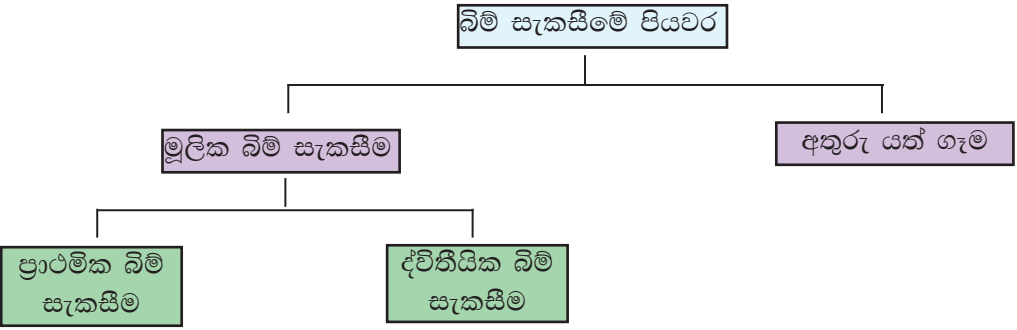 බිම් සැකසීමේ පියවර
මූලික බිම් සැකසීම
අතුරු යත් ගෑම
ප්‍රාථමික බිම්
සැකසීම
ද්විතීයික බිම්
සැකසීම